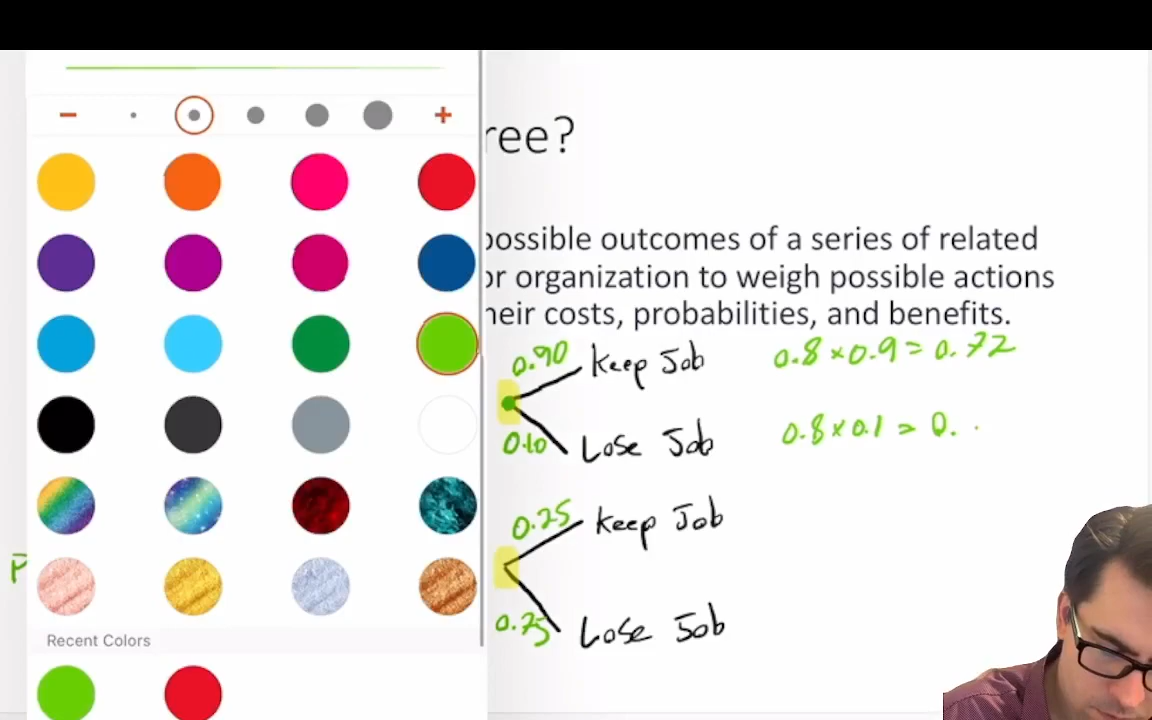 ree?
possible outcomes of a series of related
or organization to weigh possible actions
heir costs, probabilities, and benefits.
0.90 Keep Job 0.8 × 0.9 = 0.72
0.10 Lose Job 0.8 × 0.1 = 0.
0.25 Keep Job
P
0.75 Lose Job
Recent Colors